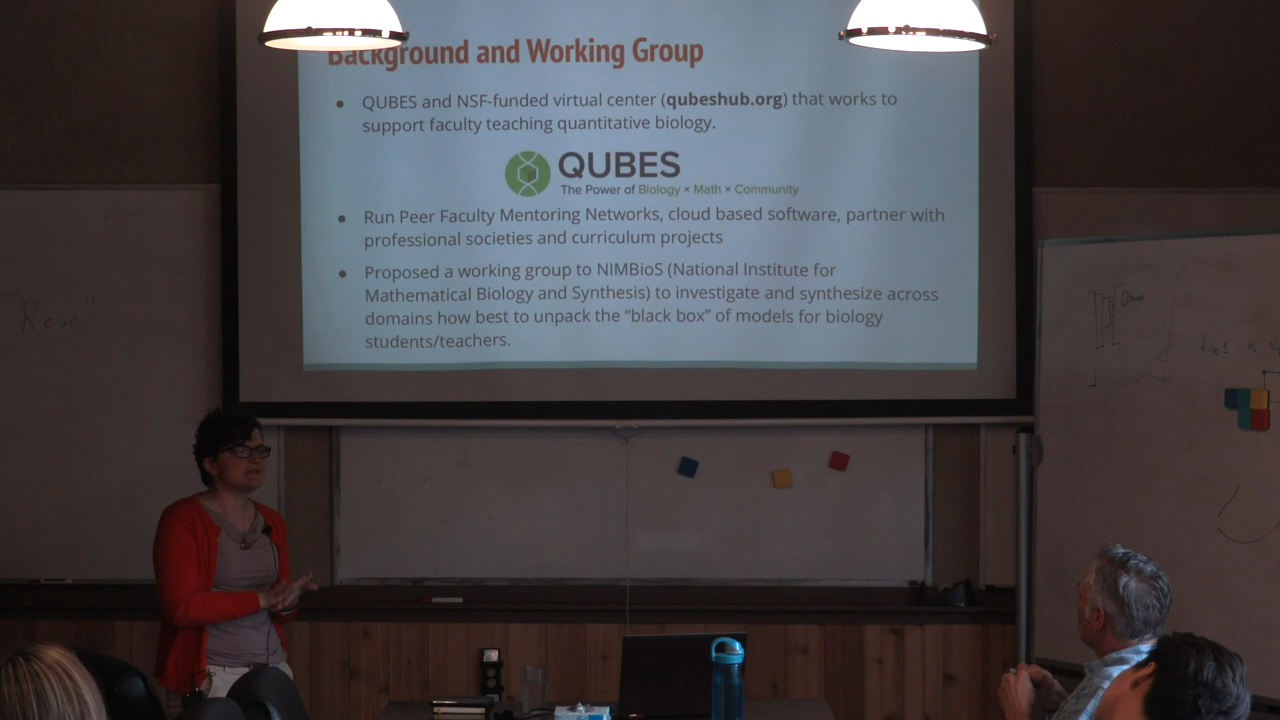 Background and Working Group
QUBES and NSF-funded virtual center (qubeshub.org) that works to
support faculty teaching quantitative biology.
QUBES
The Power of Biology × Math × Community
Run Peer Faculty Mentoring Networks, cloud based software, partner with
professional societies and curriculum projects
Proposed a working group to NIMBioS (National Institute for
Mathematical Biology and Synthesis) to investigate and synthesize across
domains how best to unpack the “black box” of models for biology
students/teachers.